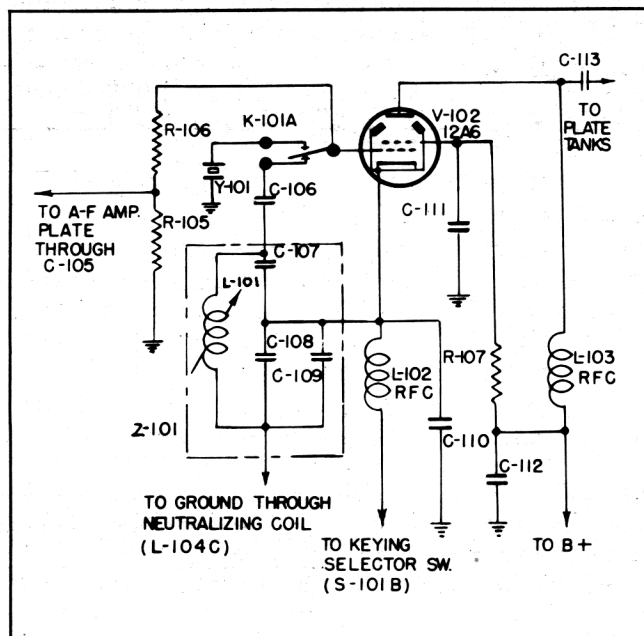 C-113
TO
PLATE
TANKS
V-102
12A6
K-101A
R-106
Y-101
C-106
C-111
TO A-F AMP.
PLATE
THROUGH
C-105
R-105
C-107
L-101
C-108
C-109
L-102
RFC
R-107
L-103
RFC
C-110
Z-101
C-112
TO GROUND THROUGH
NEUTRALIZING COIL
(L-104C)
TO KEYING
SELECTOR SW.
(S-101B)
TO B+